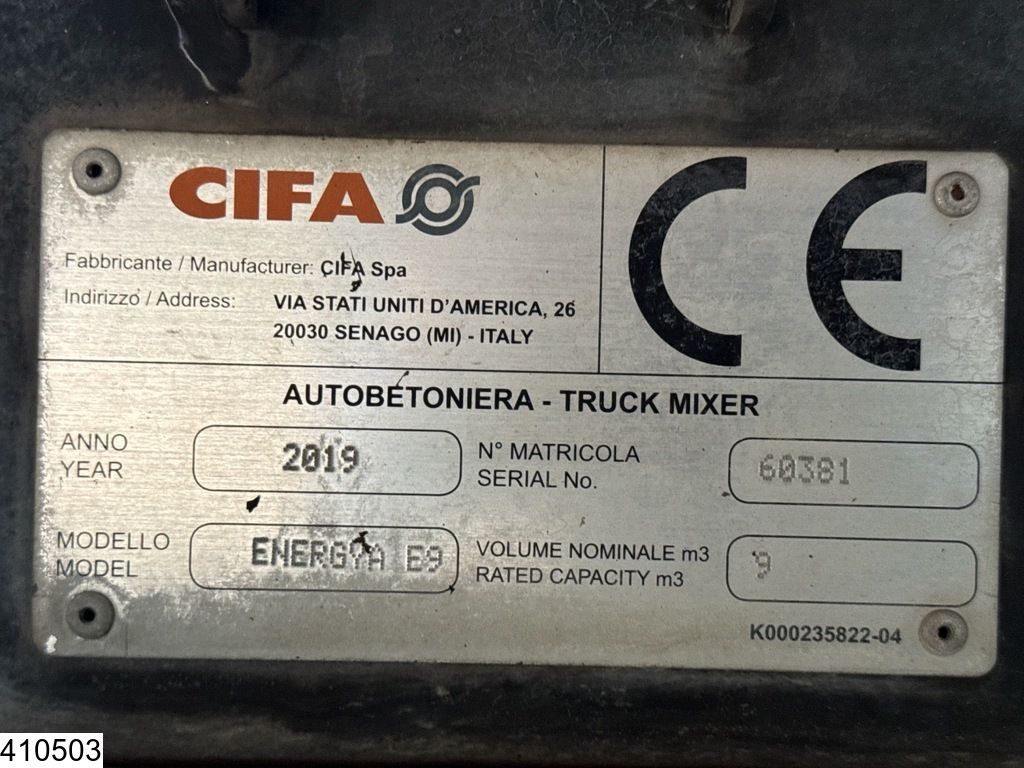 CIFA
CE
Fabbricante / Manufacturer: CIFA Spa
Indirizzo / Address: VIA STATI UNITI D'AMERICA, 26
20030 SENAGO (MI) - ITALY
AUTOBETONIERA - TRUCK MIXER
ANNO
YEAR
2019
N° MATRICOLA
SERIAL No.
60381
MODELLO
MODEL
ENERGYA E9
VOLUME NOMINALE m3
RATED CAPACITY m3
9
K000235822-04
410503